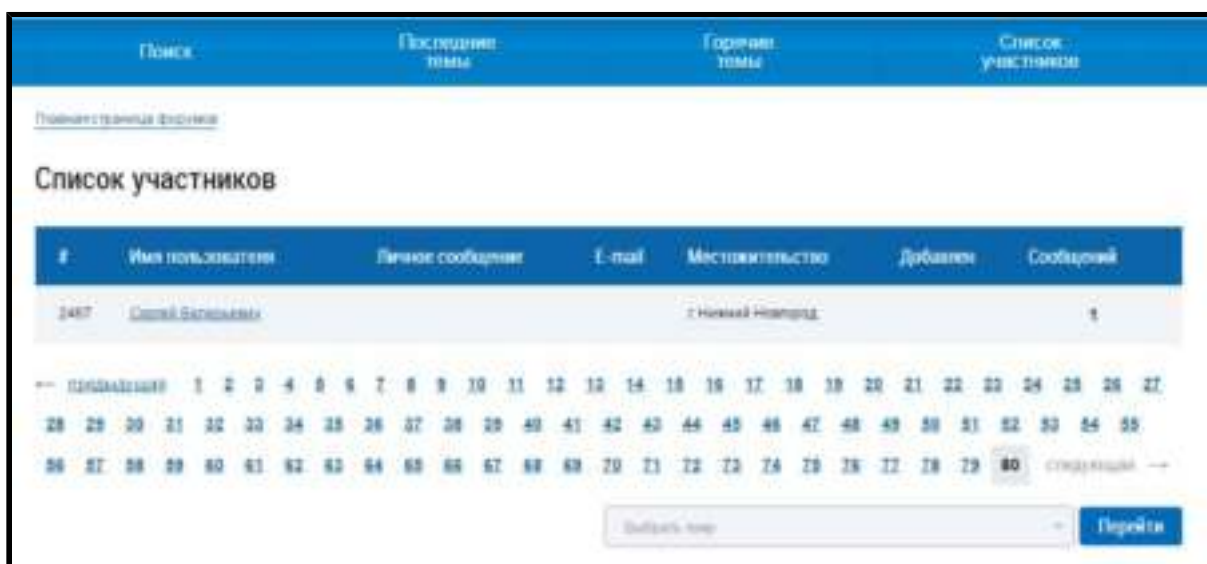 Поиск
Последние темы
Горячие темы
Список участников
Главная страница форумов
Список участников
# Имя пользователя Личное сообщение E-mail Местожительство Добавлен Сообщений
2467 Сергей Валерьевич г.Нижний Новгород 1
← предыдущая 1 2 3 4 5 6 7 8 9 10 11 12 13 14 15 16 17 18 19 20 21 22 23 24 25 26 27
28 29 30 31 32 33 34 35 36 37 38 39 40 41 42 43 44 45 46 47 48 49 50 51 52 53 54 55
56 57 58 59 60 61 62 63 64 65 66 67 68 69 70 71 72 73 74 75 76 77 78 79 80 следующая →
Выбрать тему Перейти